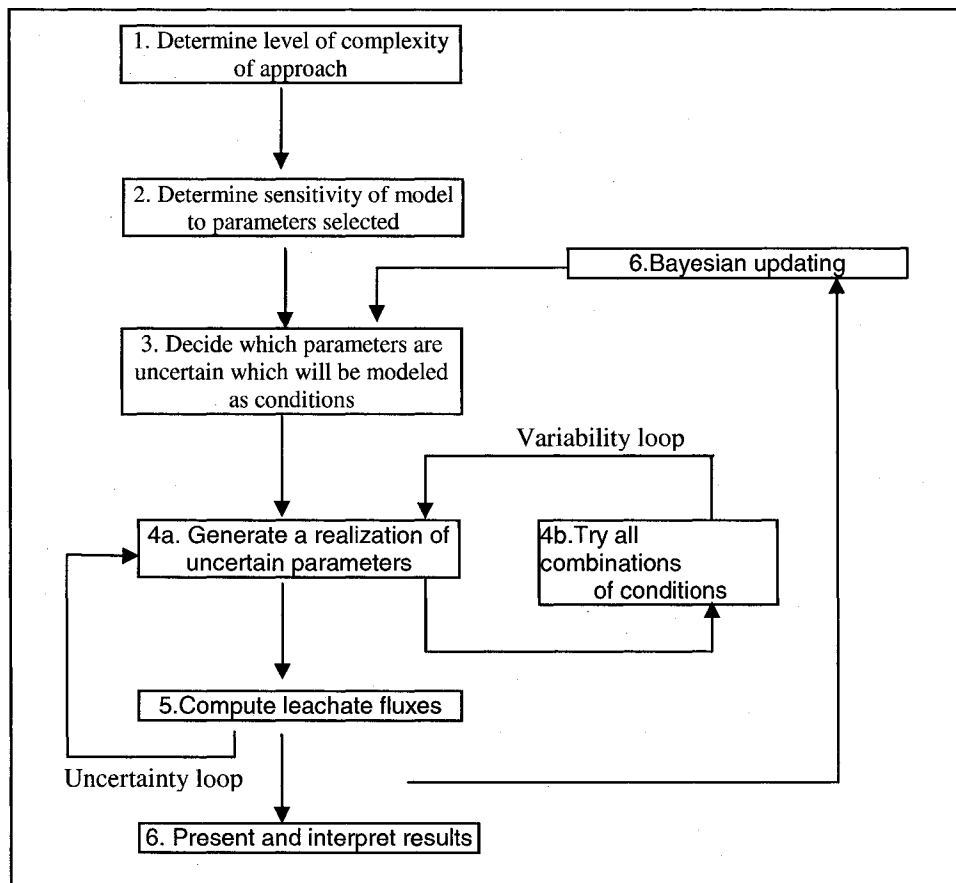 1. Determine level of complexity
of approach
2. Determine sensitivity of model
to parameters selected
6.Bayesian updating
3. Decide which parameters are
uncertain which will be modeled
as conditions
Variability loop
4a. Generate a realization of
uncertain parameters
4b.Try all
combinations
of conditions
5.Compute leachate fluxes
Uncertainty loop
6. Present and interpret results